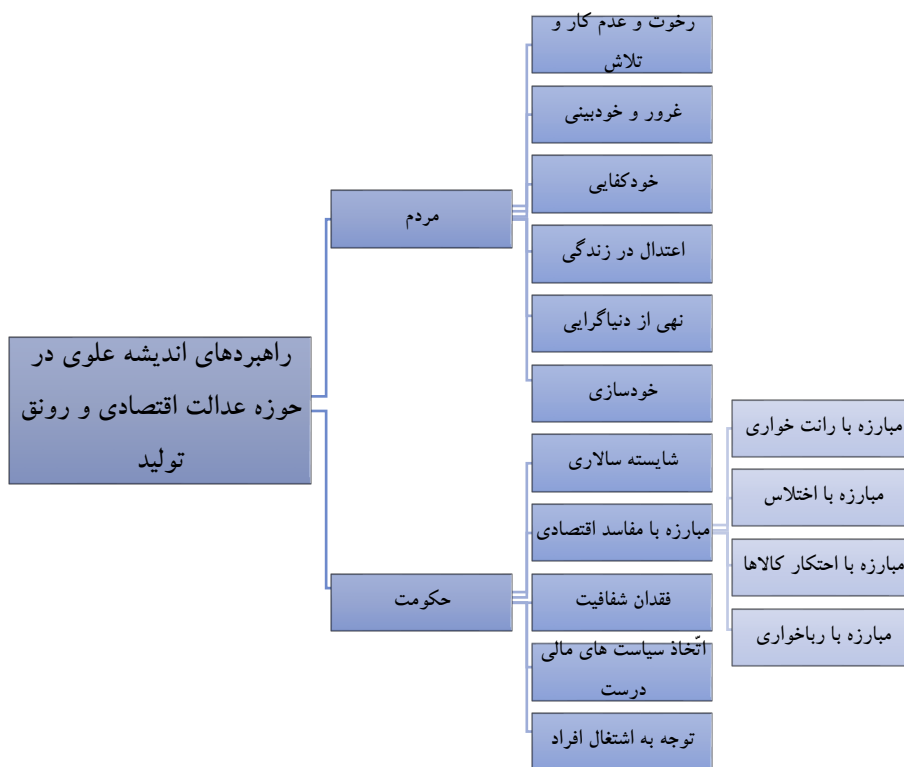 راهبردهای اندیشه علوی در
حوزه عدالت اقتصادی و رونق
تولید
مردم
رخوت و عدم کار و
تلاش
غرور و خودبینی
خودکفایی
اعتدال در زندگی
نهی از دنیاگرایی
خودسازی
حکومت
شایسته سالاری
مبارزه با مفاسد اقتصادی
مبارزه با رانت خواری
مبارزه با اختلاس
مبارزه با احتکار کالاها
مبارزه با رباخواری
فقدان شفافیت
اتّخاذ سیاست های مالی
درست
توجه به اشتغال افراد